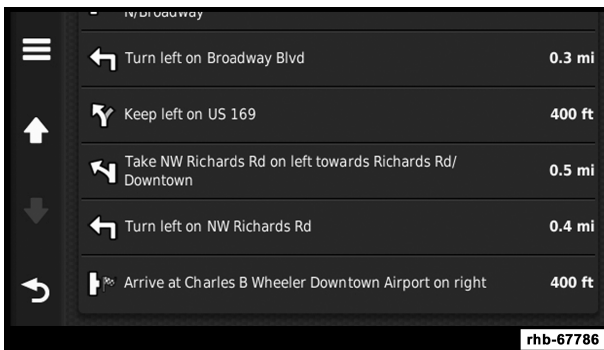 N/Broadway
Turn left on Broadway Blvd 0.3 mi
Keep left on US 169 400 ft
Take NW Richards Rd on left towards Richards Rd/
Downtown 0.5 mi
Turn left on NW Richards Rd 0.4 mi
Arrive at Charles B Wheeler Downtown Airport on right 400 ft
rhb-67786